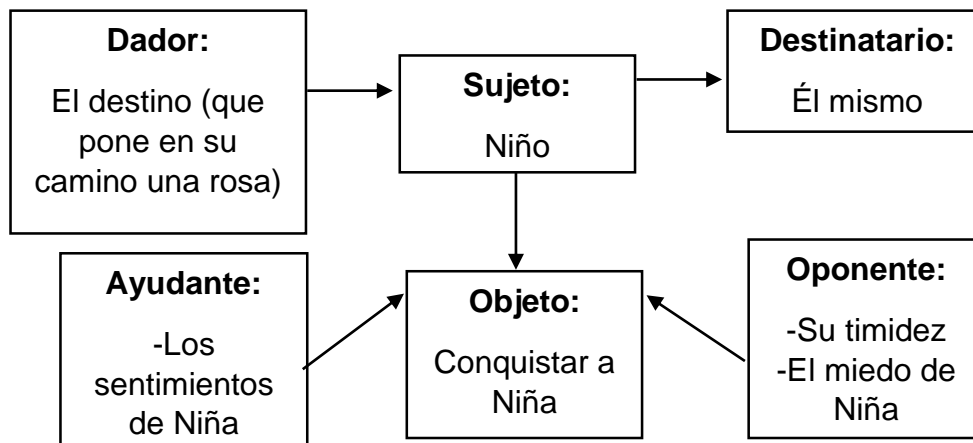 Dador:
El destino (que
pone en su
camino una rosa)
Sujeto:
Niño
Destinatario:
Él mismo
Ayudante:
-Los
sentimientos
de Niña
Objeto:
Conquistar a
Niña
Oponente:
-Su timidez
-El miedo de
Niña